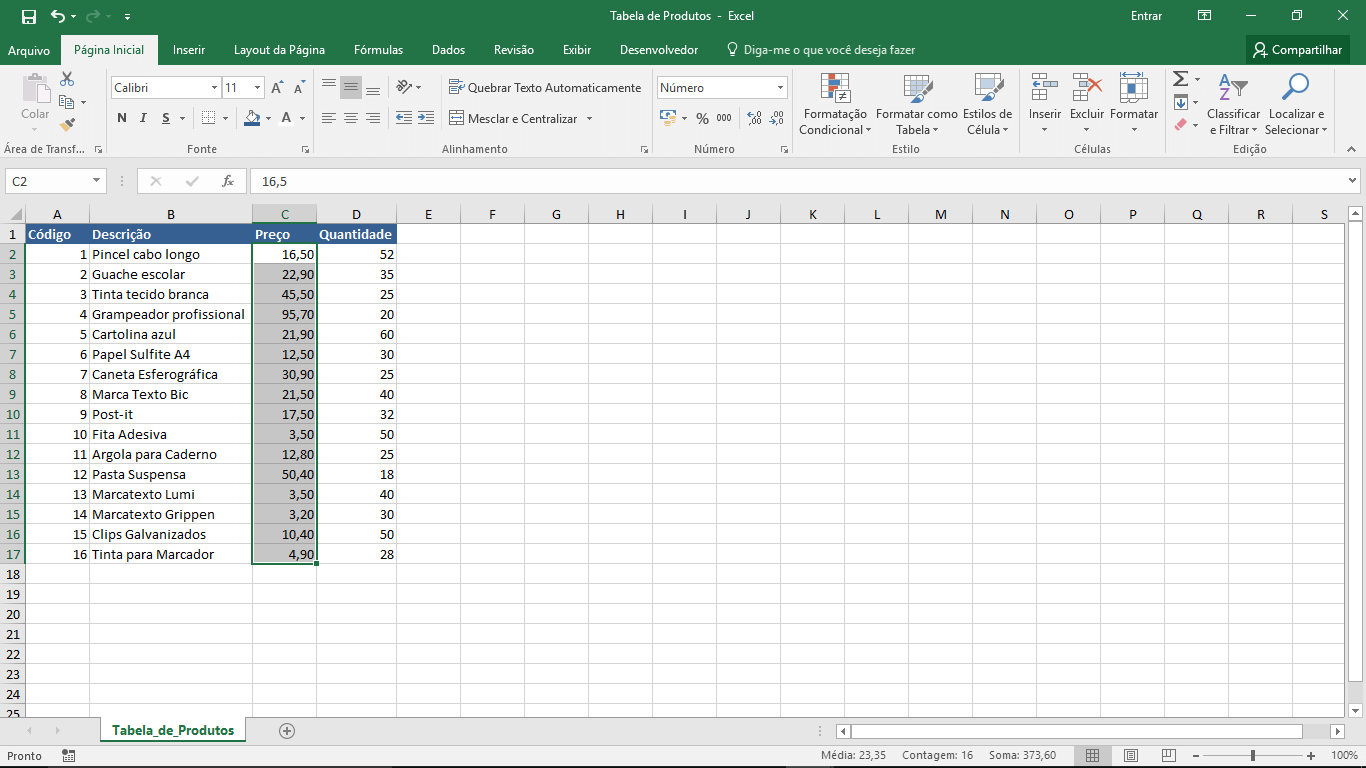 Tabela de Produtos - Excel
Entrar
Arquivo Página Inicial Inserir Layout da Página Fórmulas Dados Revisão Exibir Desenvolvedor Diga-me o que você deseja fazer Compartilhar
Colar
Área de Transf...
Calibri 11
N I S A
Fonte
Quebrar Texto Automaticamente
Mesclar e Centralizar
Alinhamento
Número
% 000
Número
Formatação Condicional
Formatar como Tabela
Estilos de Célula
Estilo
Inserir Excluir Formatar
Células
Classificar e Filtrar
Localizar e Selecionar
Edição
C2 fx 16,5
A B C D E F G H I J K L M N O P Q R S
1 Código Descrição Preço Quantidade
2 1 Pincel cabo longo 16,50 52
3 2 Guache escolar 22,90 35
4 3 Tinta tecido branca 45,50 25
5 4 Grampeador profissional 95,70 20
6 5 Cartolina azul 21,90 60
7 6 Papel Sulfite A4 12,50 30
8 7 Caneta Esferográfica 30,90 25
9 8 Marca Texto Bic 21,50 40
10 9 Post-it 17,50 32
11 10 Fita Adesiva 3,50 50
12 11 Argola para Caderno 12,80 25
13 12 Pasta Suspensa 50,40 18
14 13 Marcatexto Lumi 3,50 40
15 14 Marcatexto Grippen 3,20 30
16 15 Clips Galvanizados 10,40 50
17 16 Tinta para Marcador 4,90 28
18
19
20
21
22
23
24
25
Tabela_de_Produtos
Pronto Média: 23,35 Contagem: 16 Soma: 373,60 100%